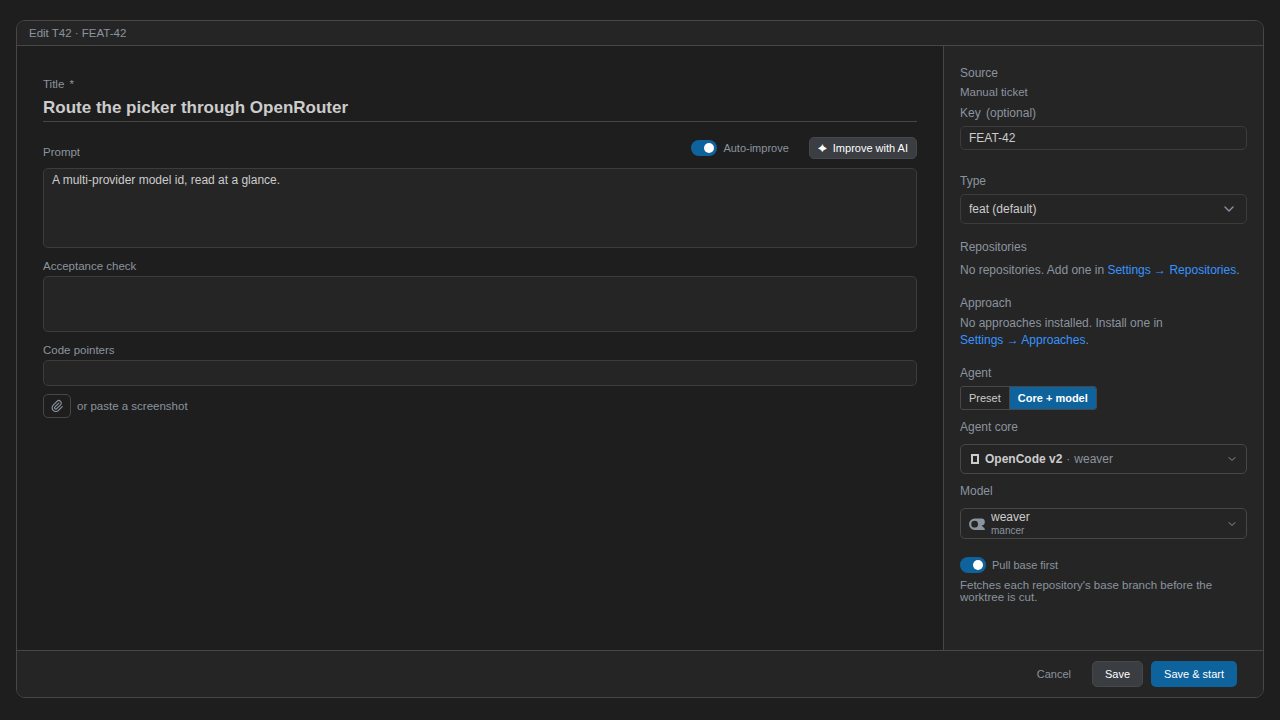 Edit T42 · FEAT-42
Title *
Route the picker through OpenRouter
Prompt
Auto-improve
Improve with AI
A multi-provider model id, read at a glance.
Acceptance check
Code pointers
or paste a screenshot
Source
Manual ticket
Key (optional)
FEAT-42
Type
feat (default)
Repositories
No repositories. Add one in Settings → Repositories.
Approach
No approaches installed. Install one in
Settings → Approaches.
Agent
Preset
Core + model
Agent core
OpenCode v2 · weaver
Model
weaver
mancer
Pull base first
Fetches each repository's base branch before the
worktree is cut.
Cancel
Save
Save & start